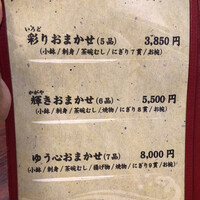 いろど
彩りおまかせ(5品) 3,850円
(小鉢/刺身/茶碗むし/にぎり7貫/お椀)
かがや
輝きおまかせ(6品) 5,500円
(小鉢/刺身/茶碗むし/焼物/にぎり8貫/お椀)
ゆう心おまかせ(7品) 8,000円
(小鉢/刺身/茶碗むし/揚げ物/焼物/にぎり9貫/お椀)